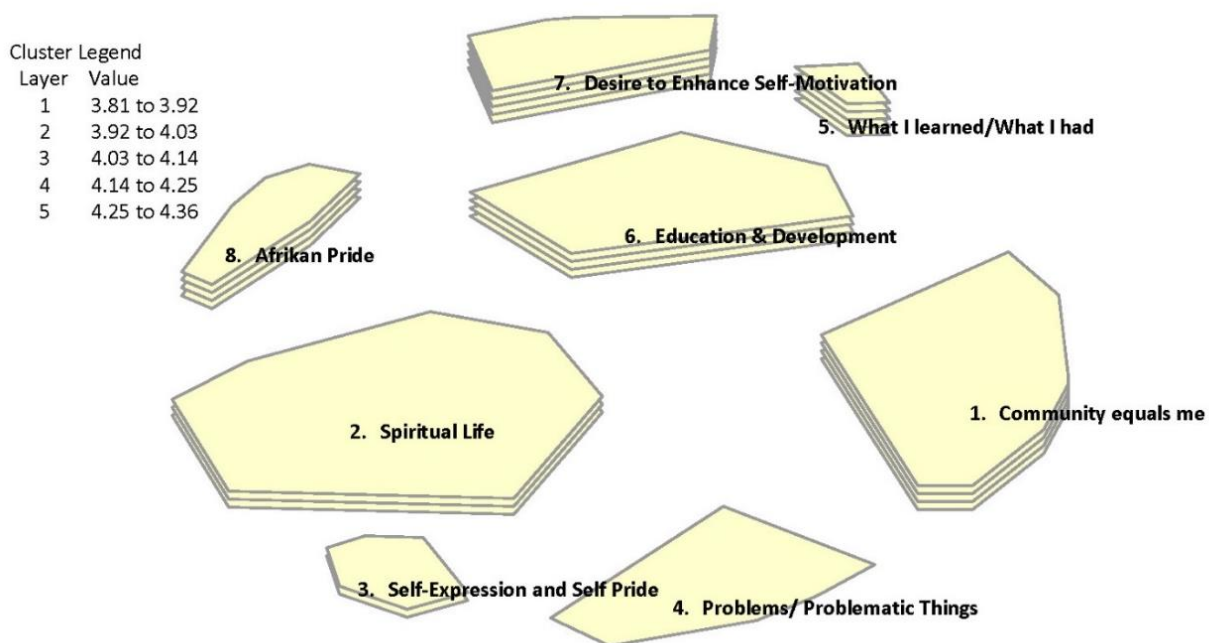 Cluster Legend
Layer Value
1 3.81 to 3.92
2 3.92 to 4.03
3 4.03 to 4.14
4 4.14 to 4.25
5 4.25 to 4.36
7. Desire to Enhance Self-Motivation
5. What I learned/What I had
6. Education & Development
8. Afrikan Pride
1. Community equals me
2. Spiritual Life
3. Self-Expression and Self Pride
4. Problems/ Problematic Things